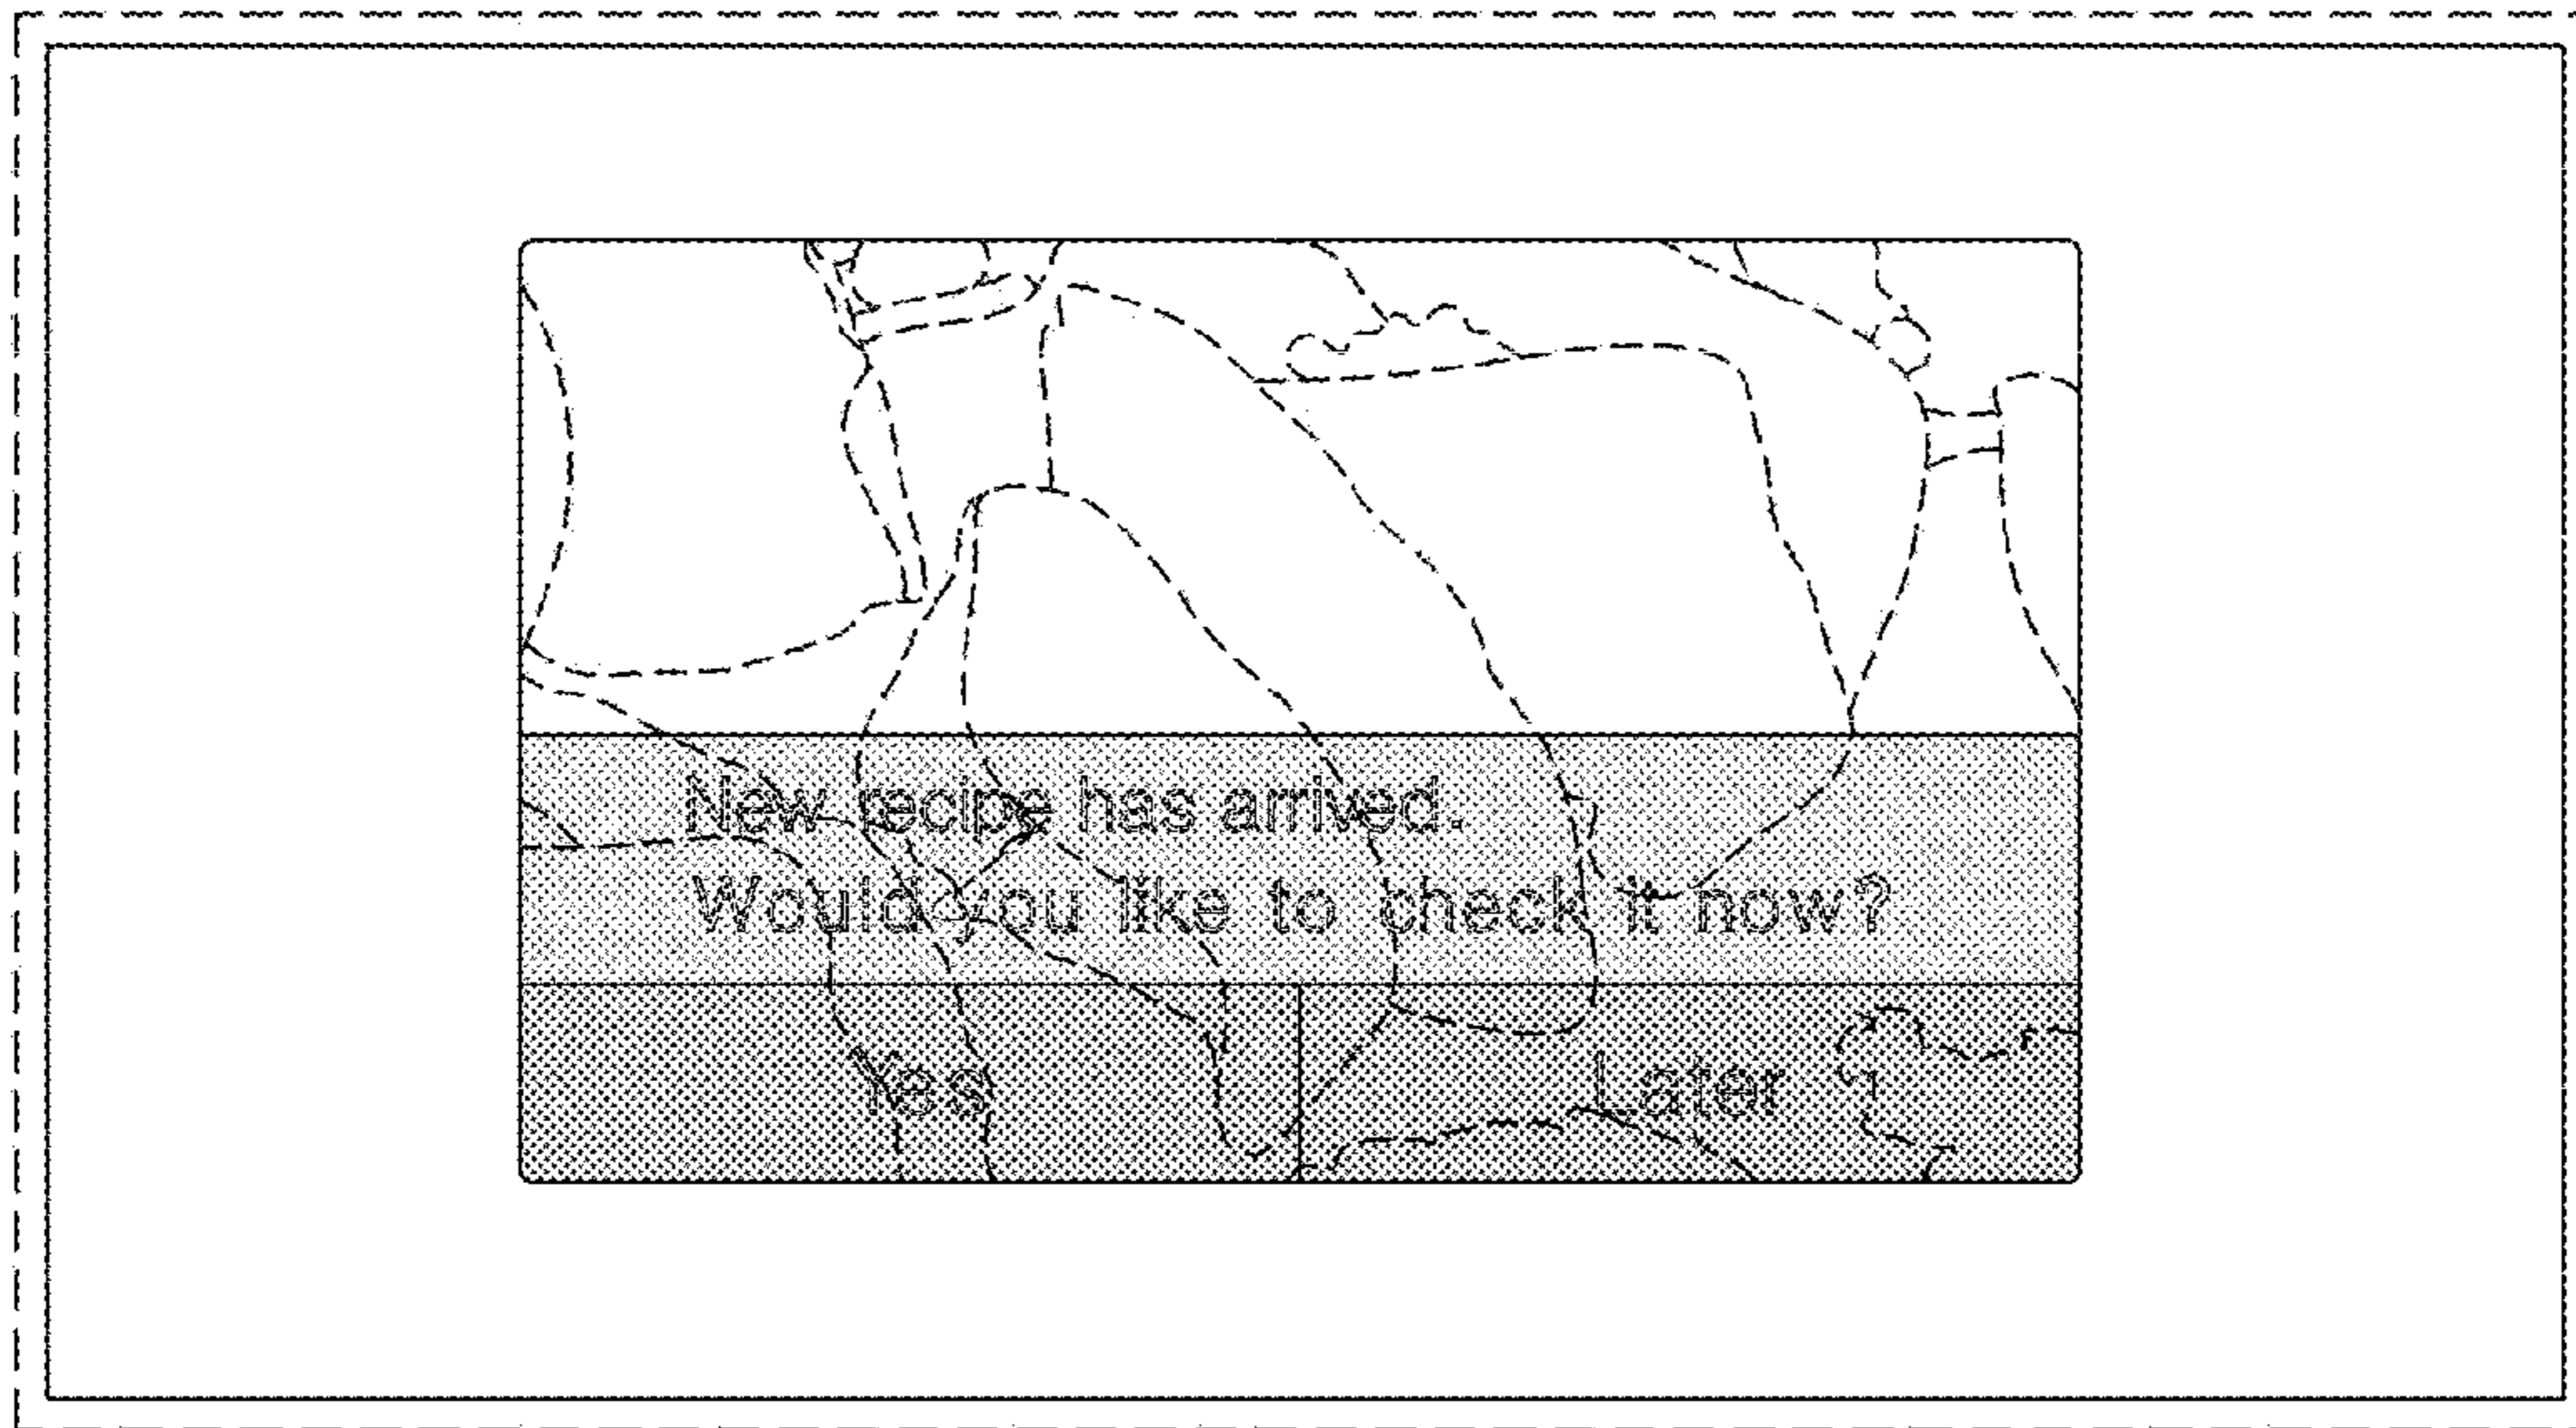 New recipe has arrived.
Would you like to check it now?
Yes
Later